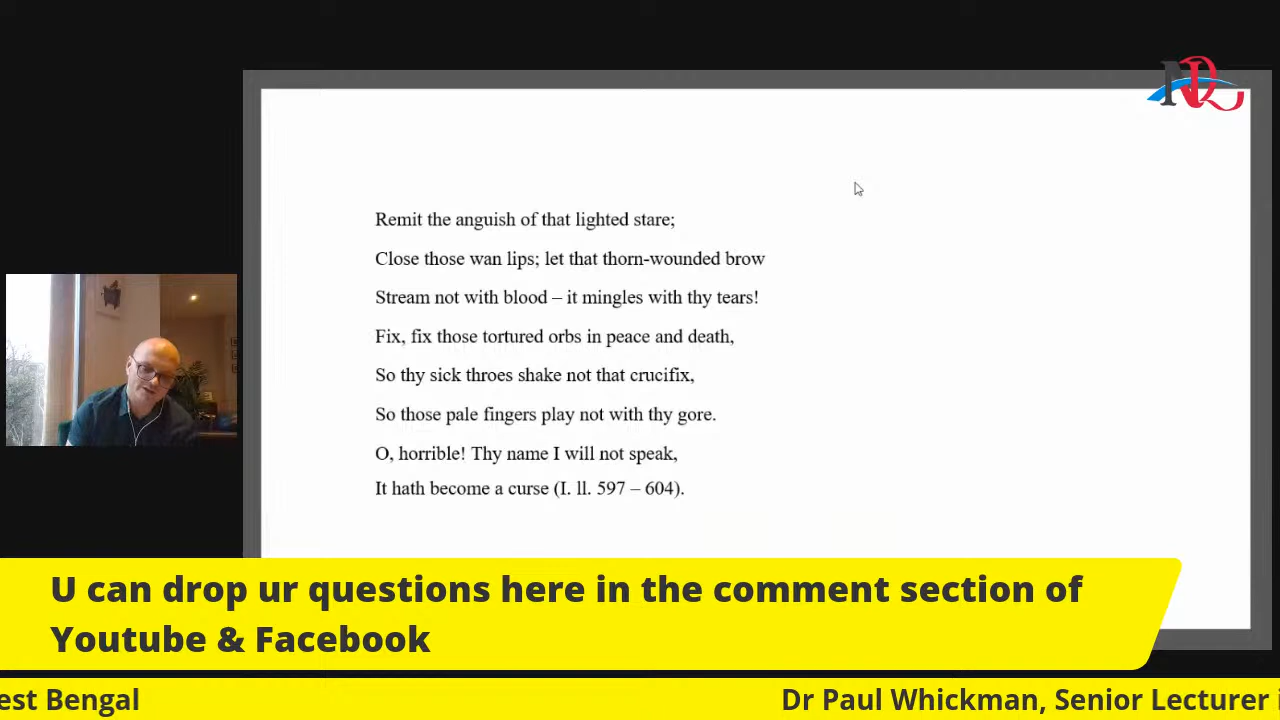 Remit the anguish of that lighted stare;
Close those wan lips; let that thorn-wounded brow
Stream not with blood – it mingles with thy tears!
Fix, fix those tortured orbs in peace and death,
So thy sick throes shake not that crucifix,
So those pale fingers play not with thy gore.
O, horrible! Thy name I will not speak,
It hath become a curse (I. ll. 597 – 604).
U can drop ur questions here in the comment section of
Youtube & Facebook
est Bengal
Dr Paul Whickman, Senior Lecturer i